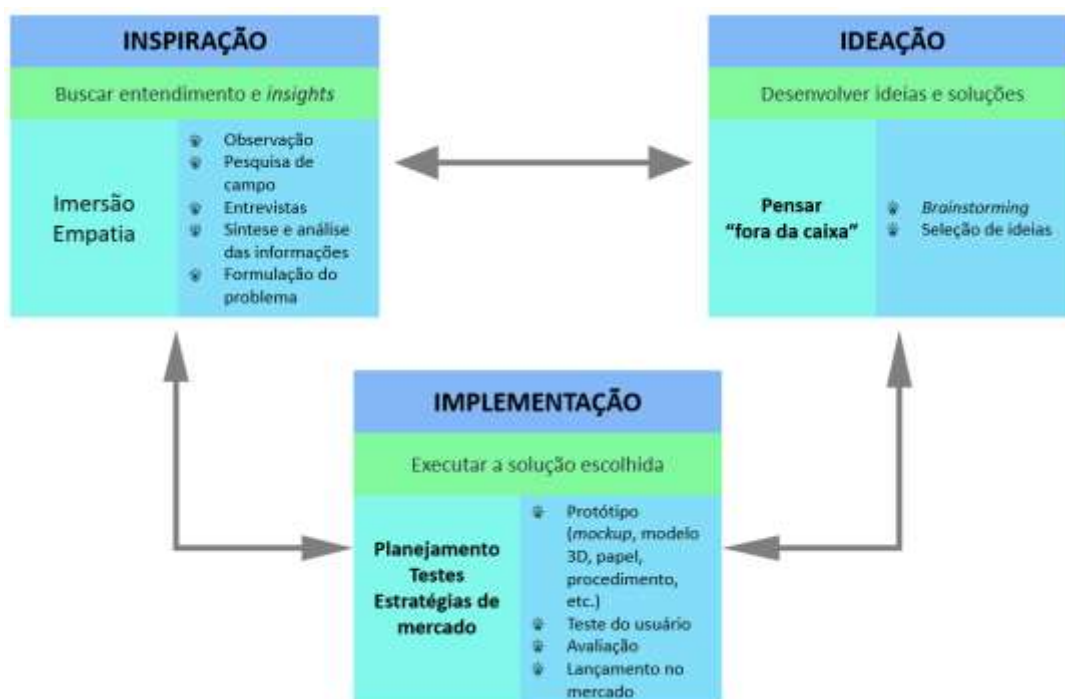 INSPIRAÇÃO
Buscar entendimento e insights
Imersão
Empatia
Observação
Pesquisa de
campo
Entrevistas
Síntese e análise
das informações
Formulação do
problema
IDEAÇÃO
Desenvolver ideias e soluções
Pensar
“fora da caixa”
Brainstorming
Seleção de ideias
IMPLEMENTAÇÃO
Executar a solução escolhida
Planejamento
Testes
Estratégias de
mercado
Protótipo
(mockup, modelo
3D, papel,
procedimento,
etc.)
Teste do usuário
Avaliação
Lançamento no
mercado